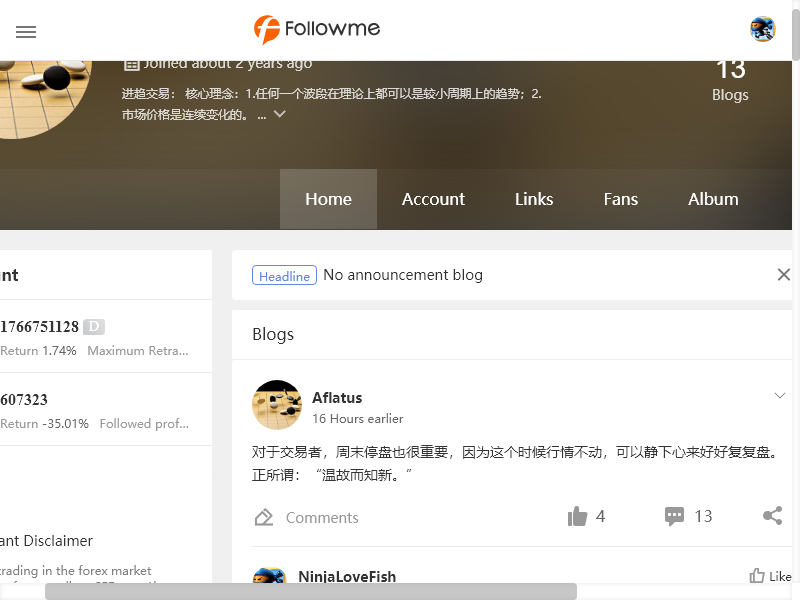 Followme
Joined about 2 years ago
13
Blogs
进趋交易： 核心理念：1.任何一个波段在理论上都可以是较小周期上的趋势；2.
市场价格是连续变化的。 ...
Home
Account
Links
Fans
Album
nt
1766751128 D
Return 1.74% Maximum Retra...
607323
Return -35.01% Followed prof...
ant Disclaimer
trading in the forex market
Headline No announcement blog
Blogs
Aflatus
16 Hours earlier
对于交易者，周末停盘也很重要，因为这个时候行情不动，可以静下心来好好复复盘。
正所谓：“温故而知新。”
Comments
4
13
NinjaLoveFish
Like